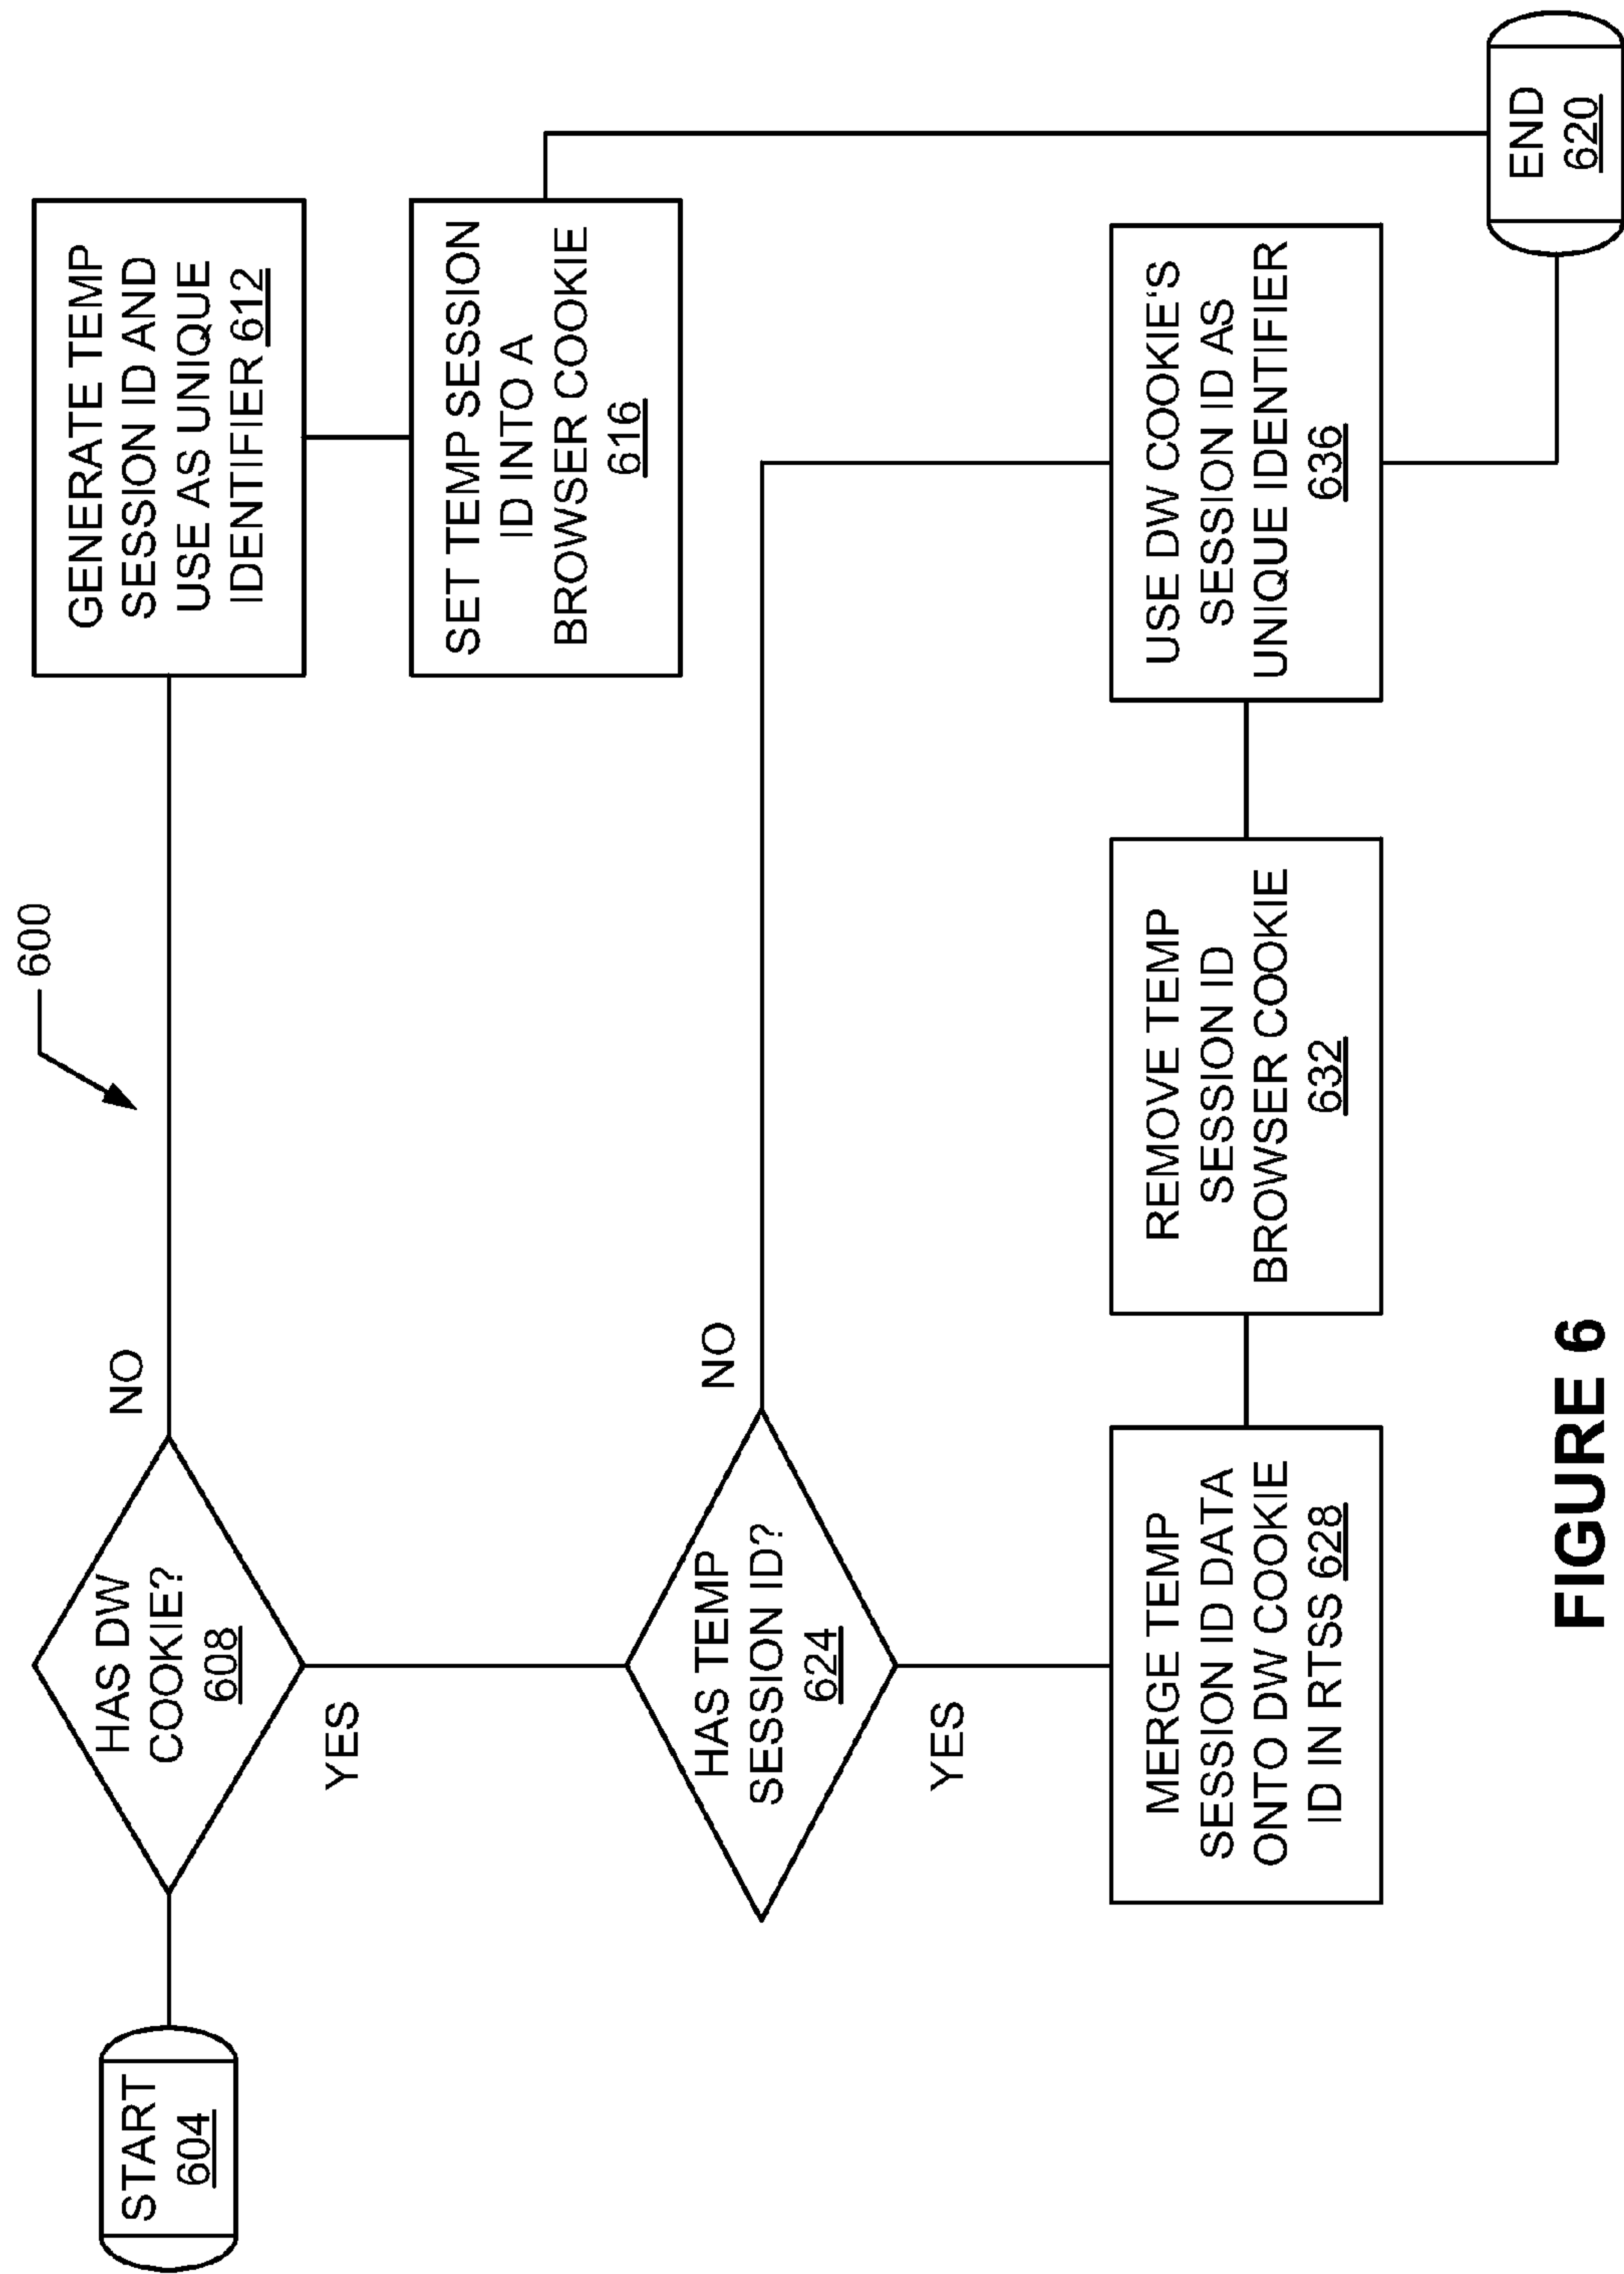 600
START
604
HAS DW
COOKIE?
608
NO
GENERATE TEMP
SESSION ID AND
USE AS UNIQUE
IDENTIFIER 612
YES
SET TEMP SESSION
ID INTO A
BROWSER COOKIE
616
HAS TEMP
SESSION ID?
624
NO
YES
MERGE TEMP
SESSION ID DATA
ONTO DW COOKIE
ID IN RTSS 628
REMOVE TEMP
SESSION ID
BROWSER COOKIE
632
USE DW COOKIE'S
SESSION ID AS
UNIQUE IDENTIFIER
636
END
620
FIGURE 6